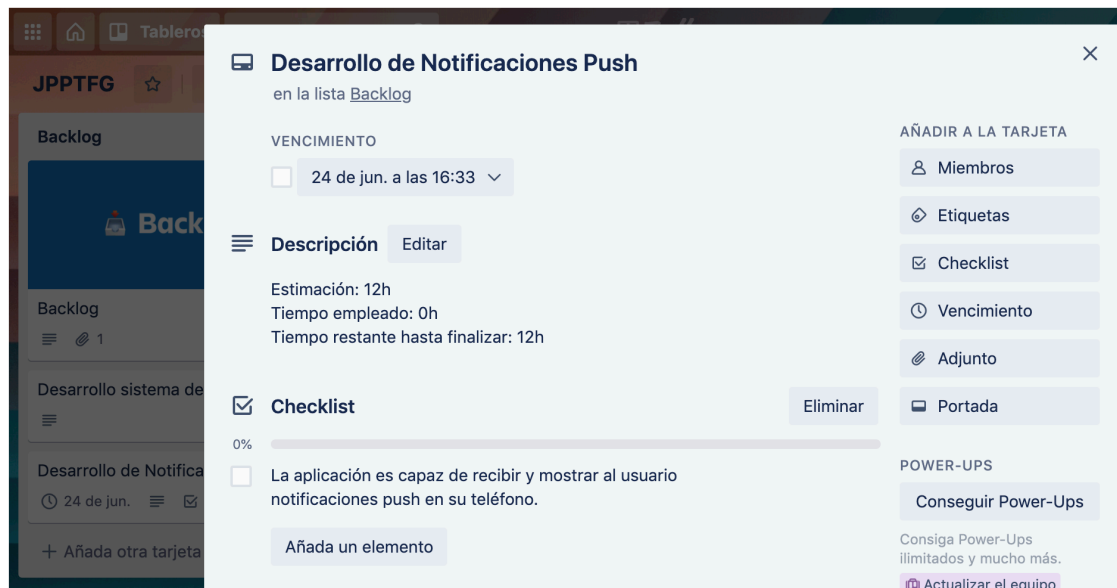 Tableros
JPPTFG
Backlog
Back
Backlog
1
Desarrollo sistema de
Desarrollo de Notifica
24 de jun.
+ Añada otra tarjeta
Desarrollo de Notificaciones Push
en la lista Backlog
VENCIMIENTO
24 de jun. a las 16:33
Descripción Editar
Estimación: 12h
Tiempo empleado: 0h
Tiempo restante hasta finalizar: 12h
Checklist Eliminar
0%
La aplicación es capaz de recibir y mostrar al usuario
notificaciones push en su teléfono.
Añada un elemento
AÑADIR A LA TARJETA
Miembros
Etiquetas
Checklist
Vencimiento
Adjunto
Portada
POWER-UPS
Conseguir Power-Ups
Consiga Power-Ups
ilimitados y mucho más.
Actualizar el equipo